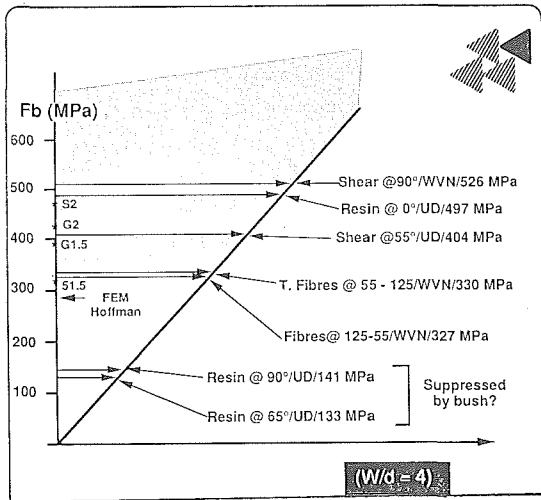 Fb (MPa)
600
500
S2
G2
400
G1.5
300
S1.5
FEM
Hoffman
200
100
Shear @90°/WVN/526 MPa
Resin @ 0°/UD/497 MPa
Shear @55°/UD/404 MPa
T. Fibres @ 55 - 125/WVN/330 MPa
Fibres@ 125-55/WVN/327 MPa
Resin @ 90°/UD/141 MPa
Resin @ 65°/UD/133 MPa
Suppressed
by bush?
(W/d = 4)